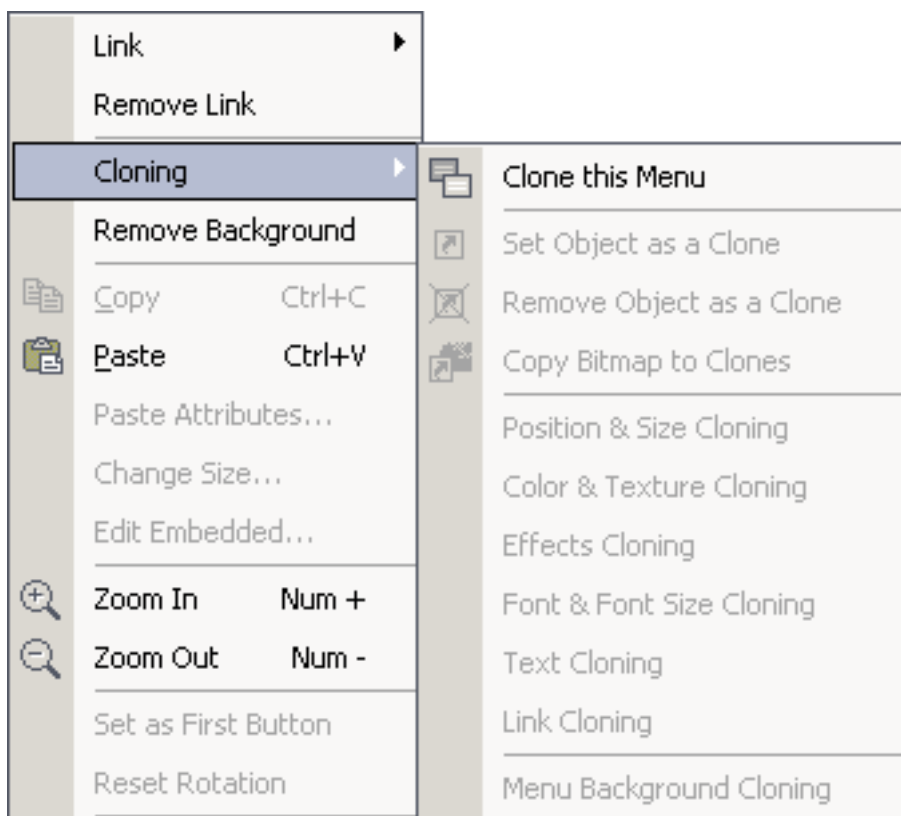 Link
Remove Link
Cloning
Remove Background
Copy Ctrl+C
Paste Ctrl+V
Paste Attributes...
Change Size...
Edit Embedded...
Zoom In Num +
Zoom Out Num -
Set as First Button
Reset Rotation
Clone this Menu
Set Object as a Clone
Remove Object as a Clone
Copy Bitmap to Clones
Position & Size Cloning
Color & Texture Cloning
Effects Cloning
Font & Font Size Cloning
Text Cloning
Link Cloning
Menu Background Cloning